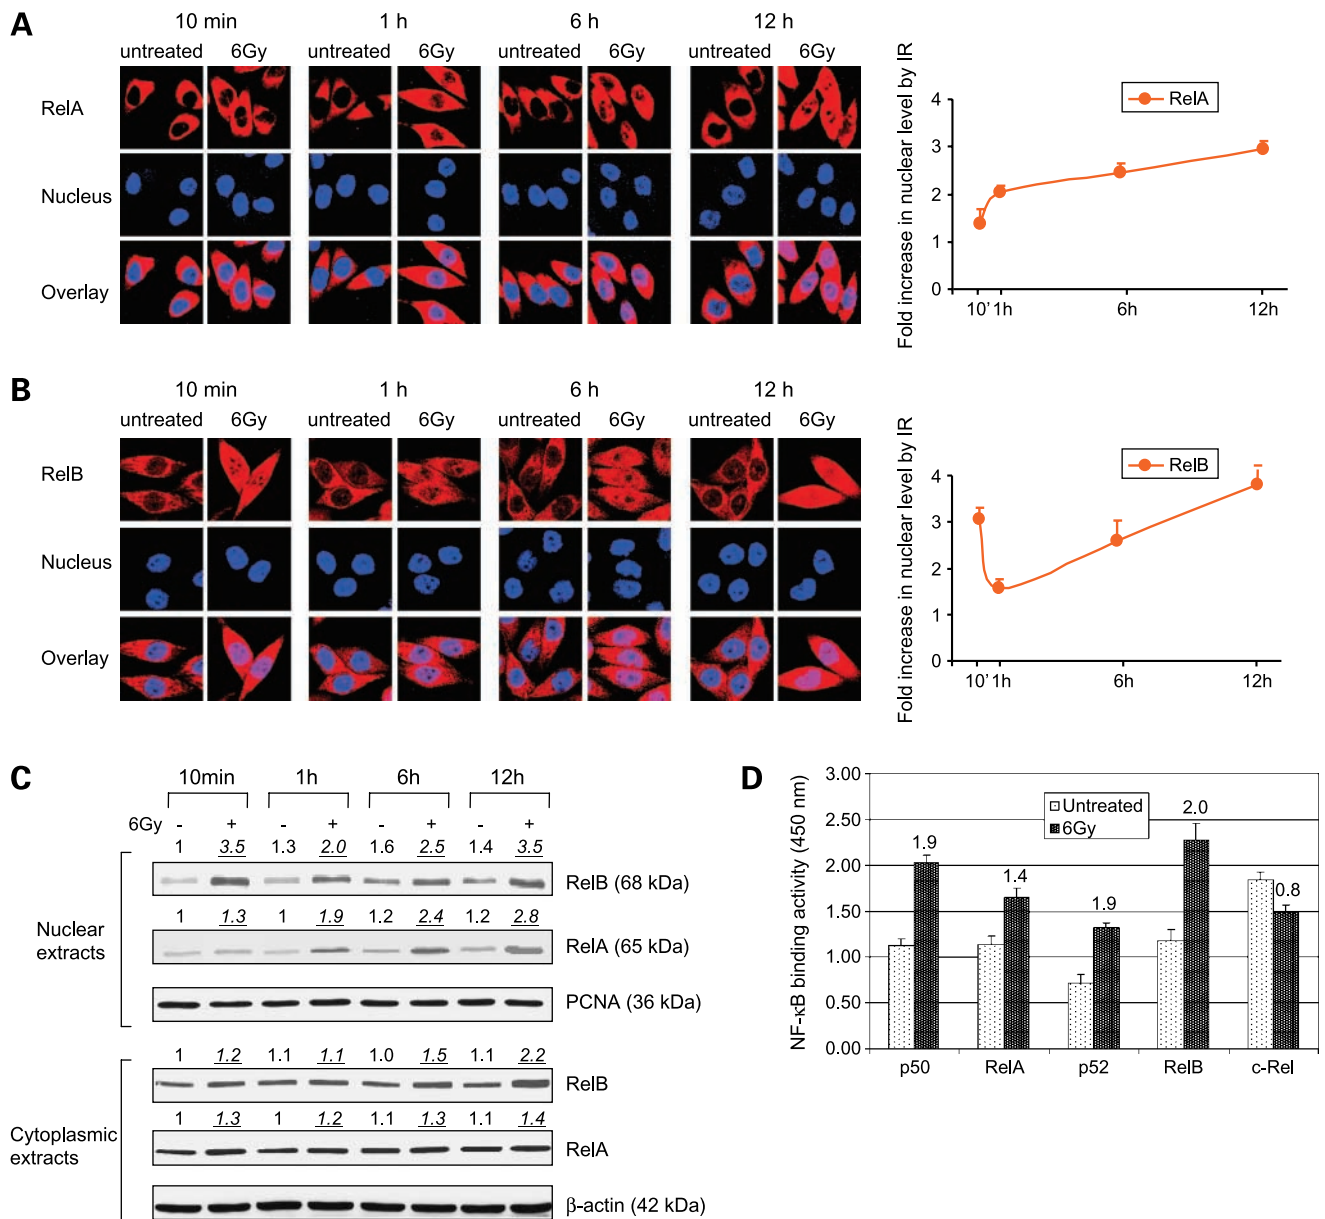 A
10 min 1 h 6 h 12 h
untreated 6Gy untreated 6Gy untreated 6Gy untreated 6Gy
RelA
Nucleus
Overlay
Fold increase in nuclear level by IR
RelA
4
3
2
1
0
10' 1h 6h 12h
B
10 min 1 h 6 h 12 h
untreated 6Gy untreated 6Gy untreated 6Gy untreated 6Gy
RelB
Nucleus
Overlay
Fold increase in nuclear level by IR
RelB
4
3
2
1
0
10' 1h 6h 12h
C
10min 1h 6h 12h
6Gy - + - + - + - +
1 3.5 1.3 2.0 1.6 2.5 1.4 3.5
RelB (68 kDa)
1 1.3 1 1.9 1.2 2.4 1.2 2.8
RelA (65 kDa)
PCNA (36 kDa)
Nuclear
extracts
1 1.2 1.1 1.1 1.0 1.5 1.1 2.2
RelB
1 1.3 1 1.2 1.1 1.3 1.1 1.4
RelA
β-actin (42 kDa)
Cytoplasmic
extracts
D
NF-κB binding activity (450 nm)
3.00
2.50
2.00
1.50
1.00
0.50
0.00
Untreated
6Gy
1.9
1.4
1.9
2.0
0.8
p50 RelA p52 RelB c-Rel